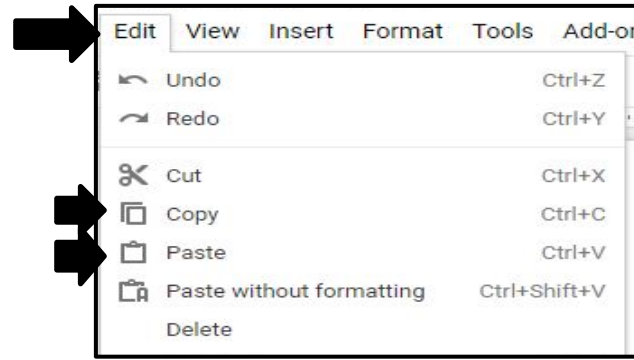 Edit View Insert Format Tools Add-or
Undo Ctrl+Z
Redo Ctrl+Y
Cut Ctrl+X
Copy Ctrl+C
Paste Ctrl+V
Paste without formatting Ctrl+Shift+V
Delete